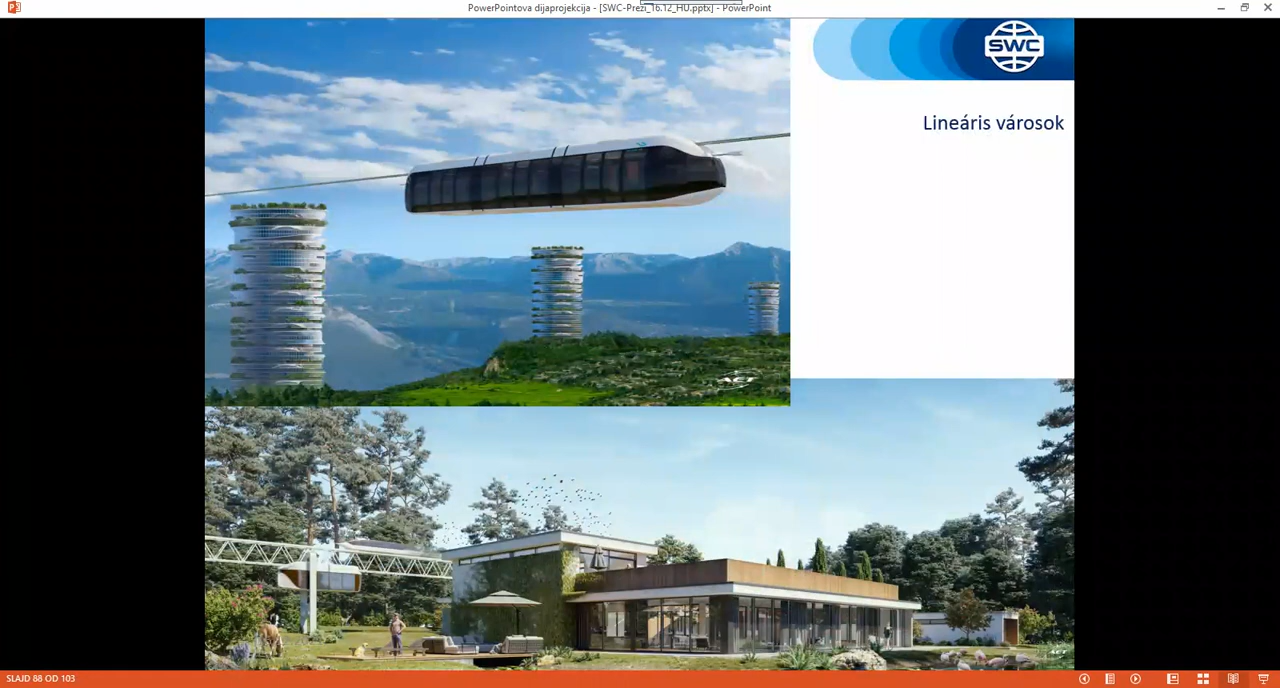 PowerPointova dijaprojekcija - [SWC-Prezi_16.12_HU.pptx] - PowerPoint
SWC
Lineáris városok
SLAJD 88 OD 103